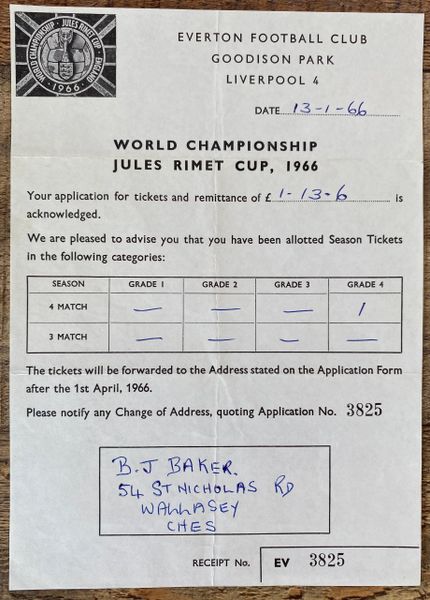 WORLD CHAMPIONSHIP · JULES RIMET CUP · ENGLAND · 1966 ·
EVERTON FOOTBALL CLUB
GOODISON PARK
LIVERPOOL 4
DATE 13-1-66
WORLD CHAMPIONSHIP
JULES RIMET CUP, 1966
Your application for tickets and remittance of £ 1-13-6 is
acknowledged.
We are pleased to advise you that you have been allotted Season Tickets
in the following categories:
SEASON GRADE 1 GRADE 2 GRADE 3 GRADE 4
4 MATCH — — — 1
3 MATCH — — — —
The tickets will be forwarded to the Address stated on the Application Form
after the 1st April, 1966.
Please notify any Change of Address, quoting Application No. 3825
B. J BAKER.
54 ST NICHOLAS RD
WALLASEY
CHES
RECEIPT No. EV 3825